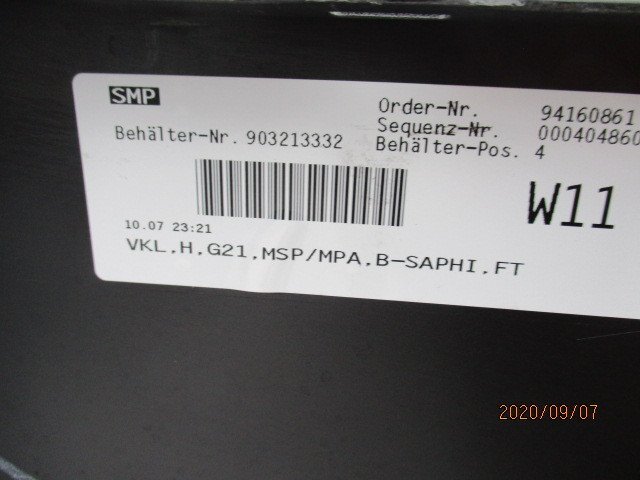 SMP
Order-Nr. 94160861
Sequenz-Nr. 000404860
Behälter-Nr. 903213332
Behälter-Pos. 4
W11
10.07 23:21
VKL.H.G21.MSP/MPA.B-SAPHI.FT
2020/09/07